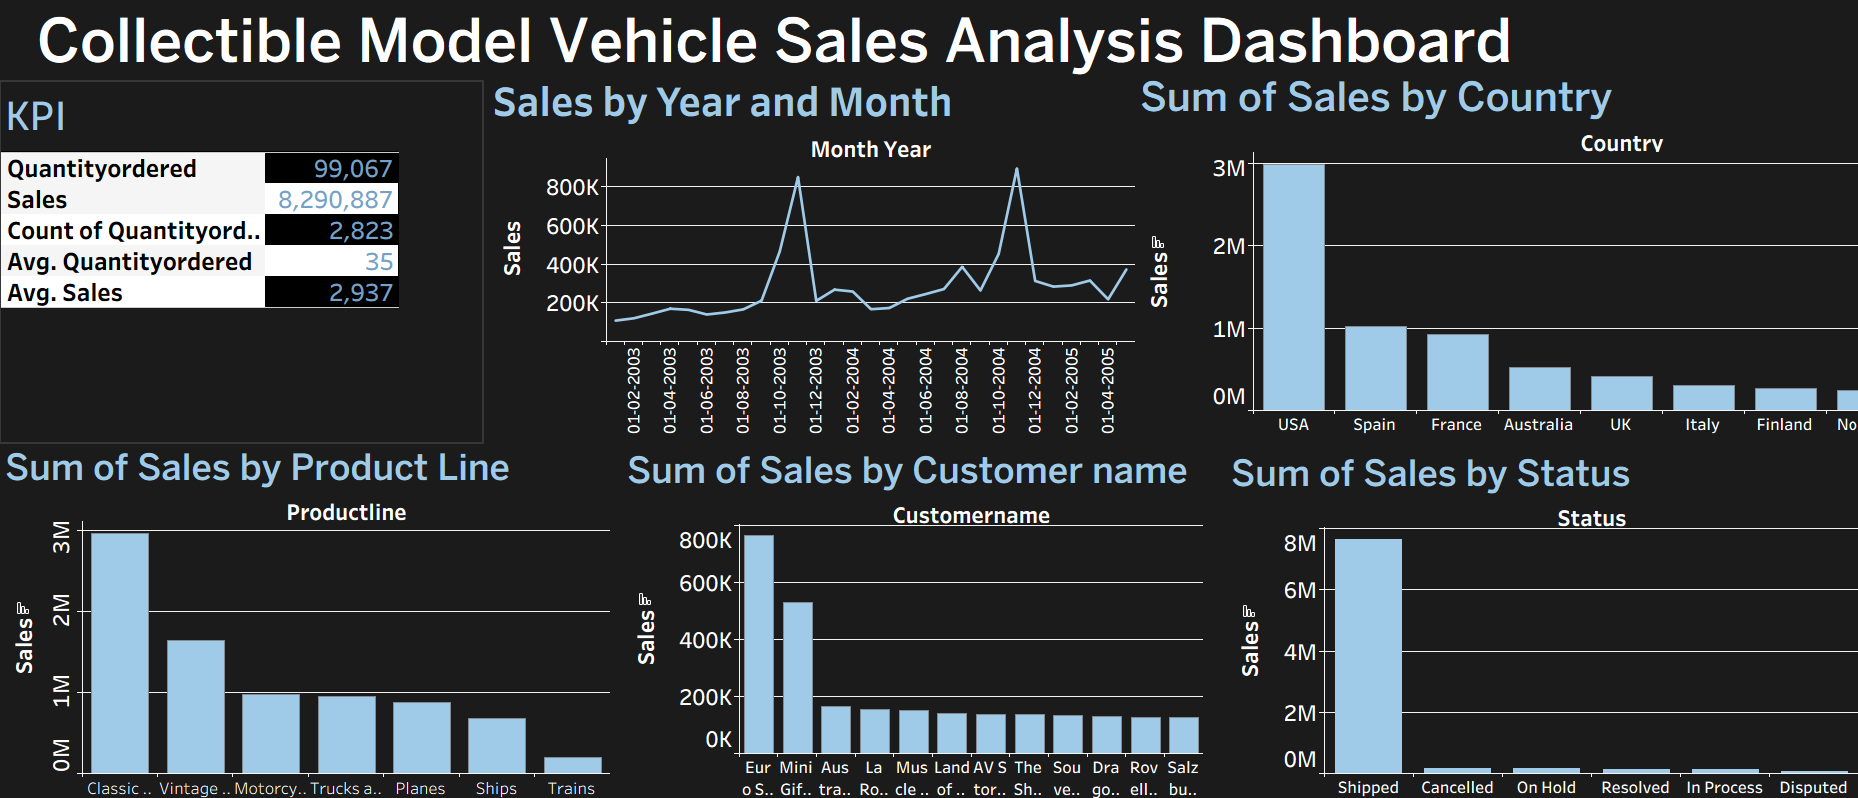 Collectible Model Vehicle Sales Analysis Dashboard
KPI
Quantityordered 99,067
Sales 8,290,887
Count of Quantityord.. 2,823
Avg. Quantityordered 35
Avg. Sales 2,937
Sales by Year and Month
Month Year
Sales
800K
600K
400K
200K
01-02-2003
01-04-2003
01-06-2003
01-08-2003
01-10-2003
01-12-2003
01-02-2004
01-04-2004
01-06-2004
01-08-2004
01-10-2004
01-12-2004
01-02-2005
01-04-2005
Sum of Sales by Country
Country
Sales
3M
2M
1M
0M
USA Spain France Australia UK Italy Finland No
Sum of Sales by Product Line
Productline
Sales
3M
2M
1M
0M
Classic .. Vintage .. Motorcy.. Trucks a.. Planes Ships Trains
Sum of Sales by Customer name
Customername
Sales
800K
600K
400K
200K
0K
Eur Mini Aus La Mus Land AV S The Sou Dra Rov Salz
o S.. Gif.. tra.. Ro.. cle .. of .. tor.. Sh.. ve.. go.. ell.. bu..
Sum of Sales by Status
Status
Sales
8M
6M
4M
2M
0M
Shipped Cancelled On Hold Resolved In Process Disputed